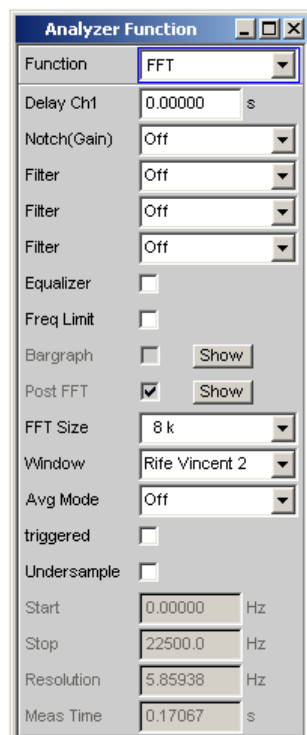 Analyzer Function
Function FFT
Delay Ch1 0.00000 s
Notch(Gain) Off
Filter Off
Filter Off
Filter Off
Equalizer
Freq Limit
Bargraph Show
Post FFT Show
FFT Size 8 k
Window Rife Vincent 2
Avg Mode Off
triggered
Undersample
Start 0.00000 Hz
Stop 22500.0 Hz
Resolution 5.85938 Hz
Meas Time 0.17067 s